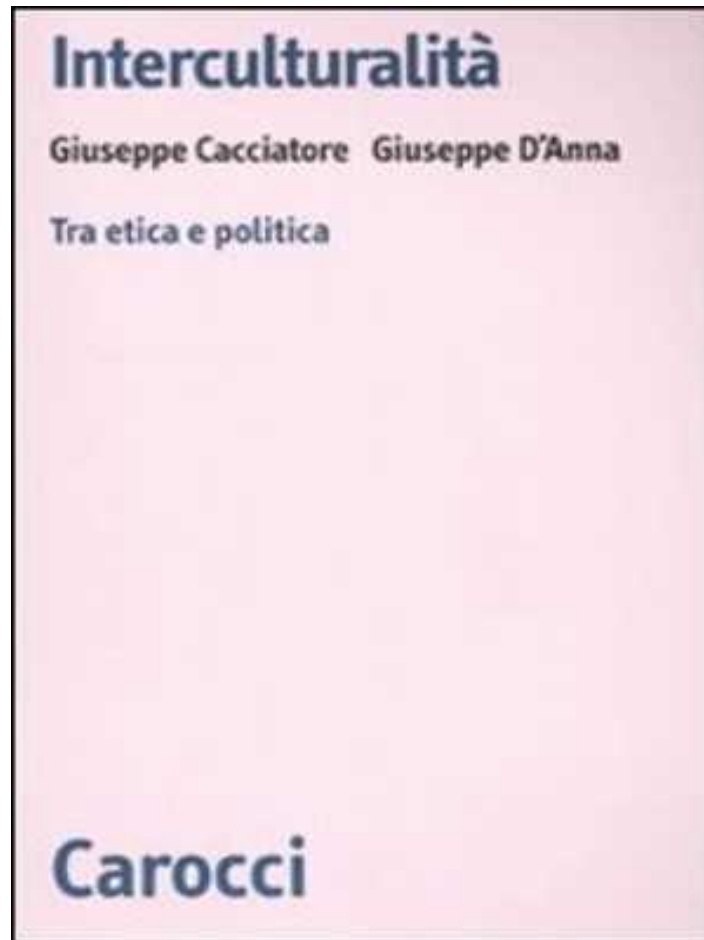 Interculturalità
Giuseppe Cacciatore Giuseppe D'Anna
Tra etica e politica
Carocci